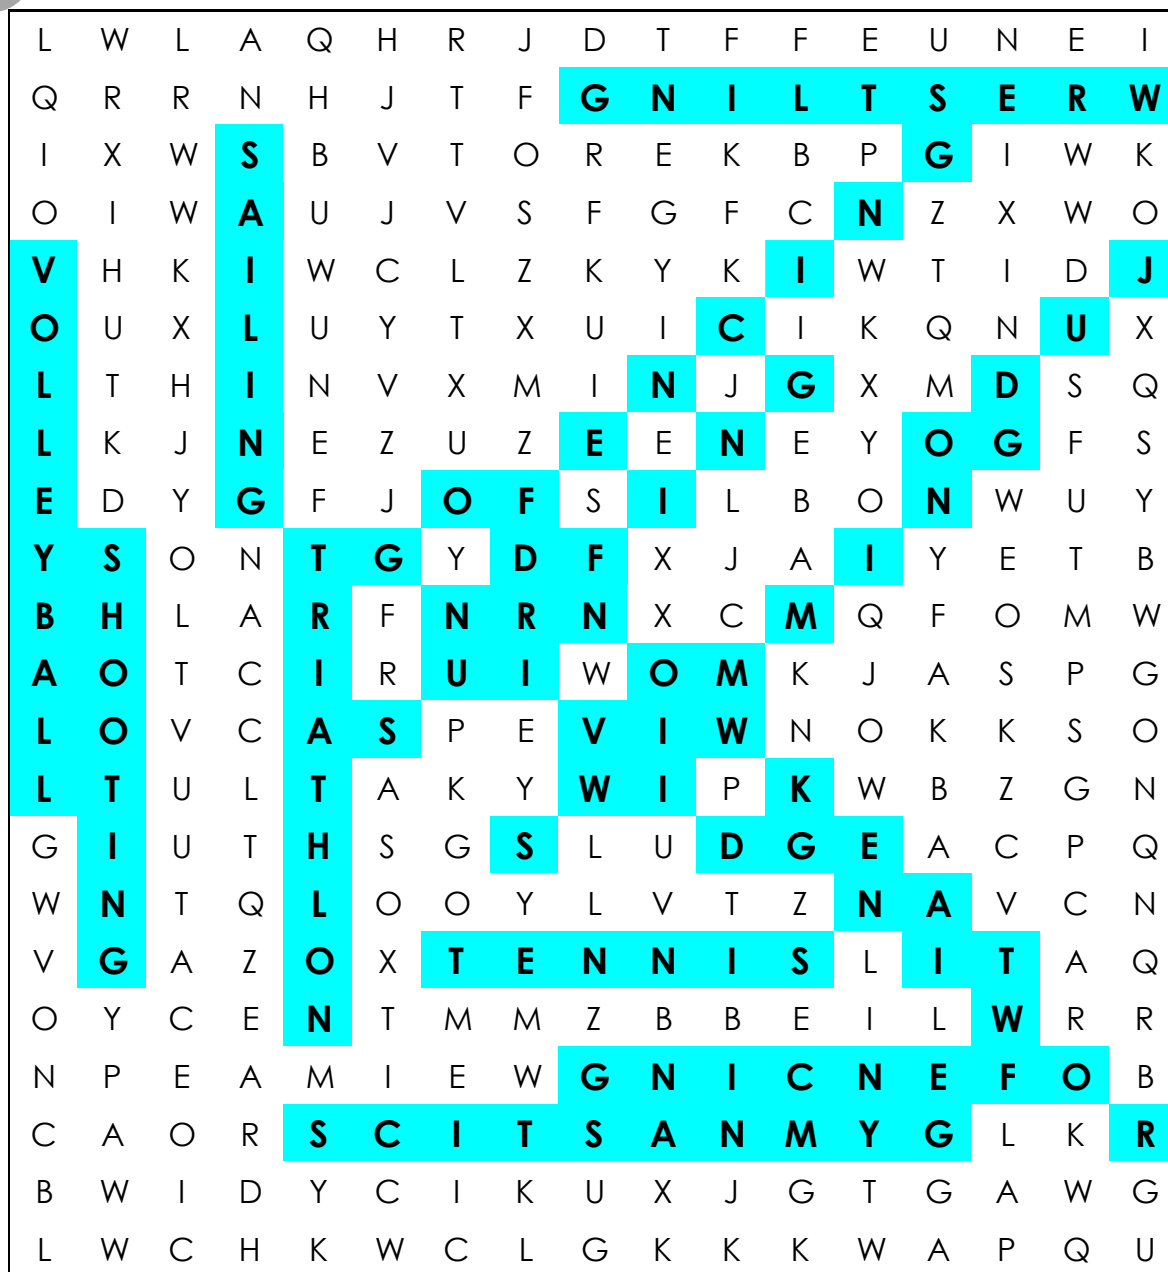 L W L A Q H R J D T F F E U N E I
Q R R N H J T F G N I L T S E R W
I X W S B V T O R E K B P G I W K
O I W A U J V S F G F C N Z X W O
V H K I W C L Z K Y K I W T I D J
O U X L U Y T X U I C I K Q N U X
L T H I N V X M I N J G X M D S Q
L K J N E Z U Z E E N E Y O G F S
E D Y G F J O F S I L B O N W U Y
Y S O N T G Y D F X J A I Y E T B
B H L A R F N R N X C M Q F O M W
A O T C I R U I W O M K J A S P G
L O V C A S P E V I W N O K K S O
L T U L T A K Y W I P K W B Z G N
G I U T H S G S L U D G E A C P Q
W N T Q L O O Y L V T Z N A V C N
V G A Z O X T E N N I S L I T A Q
O Y C E N T M M Z B B E I L W R R
N P E A M I E W G N I C N E F O B
C A O R S C I T S A N M Y G L K R
B W I D Y C I K U X J G T G A W G
L W C H K W C L G K K K W A P Q U